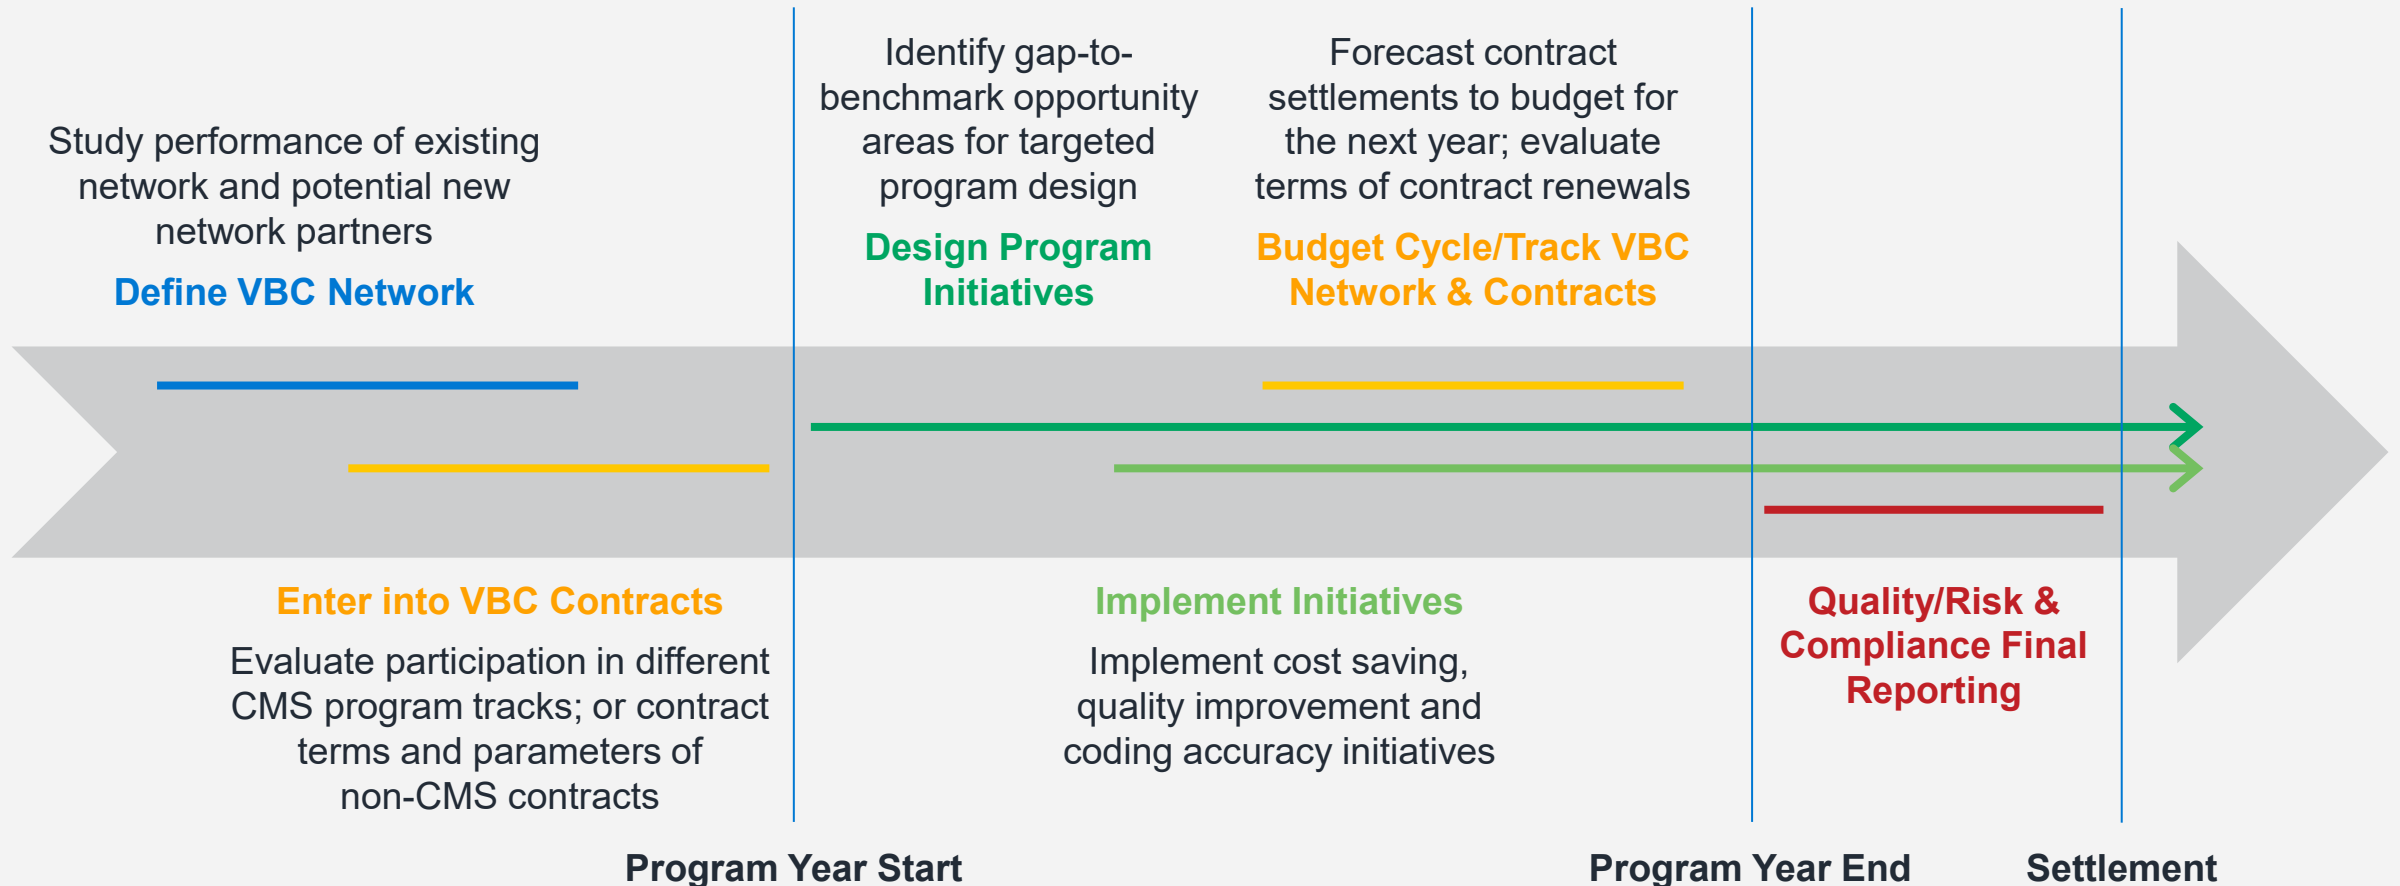 Study performance of existing
network and potential new
network partners
Define VBC Network
Identify gap-to-
benchmark opportunity
areas for targeted
program design
Design Program
Initiatives
Forecast contract
settlements to budget for
the next year; evaluate
terms of contract renewals
Budget Cycle/Track VBC
Network & Contracts
Enter into VBC Contracts
Evaluate participation in different
CMS program tracks; or contract
terms and parameters of
non-CMS contracts
Implement Initiatives
Implement cost saving,
quality improvement and
coding accuracy initiatives
Quality/Risk &
Compliance Final
Reporting
Program Year Start
Program Year End
Settlement